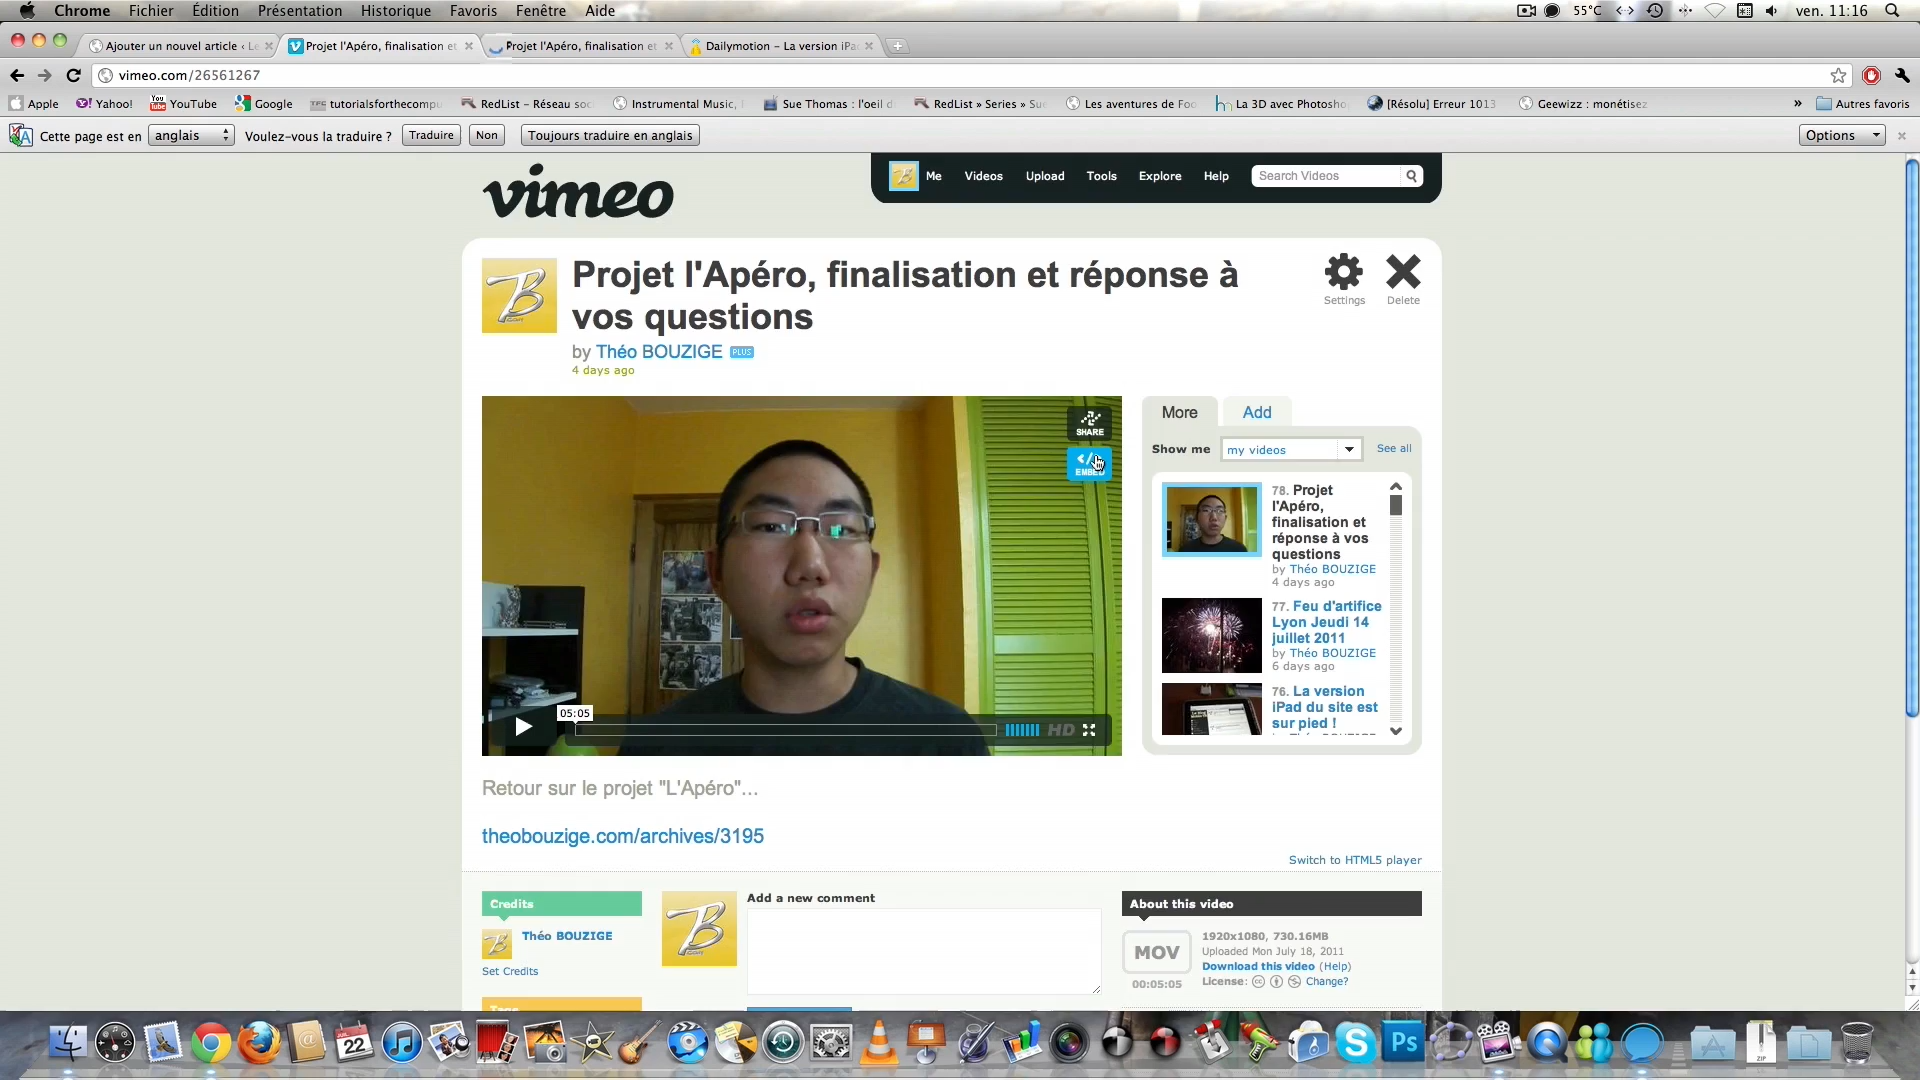 Chrome Fichier Édition Présentation Historique Favoris Fenêtre Aide 55°C ven. 11:16
Ajouter un nouvel article ‹ Le
Projet l'Apéro, finalisation et
Projet l'Apéro, finalisation et
Dailymotion – La version iPa
vimeo.com/26561267
Apple Yahoo! YouTube Google tutorialsforthecompu RedList – Réseau soc Instrumental Music, Sue Thomas : l'oeil d RedList » Series » Su Les aventures de Foo La 3D avec Photosho [Résolu] Erreur 1013 Geewizz : monétisez » Autres favoris
Cette page est en anglais Voulez-vous la traduire ? Traduire Non Toujours traduire en anglais Options
vimeo
Me Videos Upload Tools Explore Help Search Videos
Projet l'Apéro, finalisation et réponse à
vos questions
by Théo BOUZIGE PLUS
4 days ago
Settings
Delete
SHARE
EMBED
05:05
HD
More Add
Show me my videos See all
78. Projet
l'Apéro,
finalisation et
réponse à vos
questions
by Théo BOUZIGE
4 days ago
77. Feu d'artifice
Lyon Jeudi 14
juillet 2011
by Théo BOUZIGE
6 days ago
76. La version
iPad du site est
sur pied !
Retour sur le projet "L'Apéro"...
theobouzige.com/archives/3195
Switch to HTML5 player
Credits
Théo BOUZIGE
Set Credits
Tags
Add a new comment
About this video
MOV
00:05:05
1920x1080, 730.16MB
Uploaded Mon July 18, 2011
Download this video (Help)
License: Change?
22
Ps
ZIP